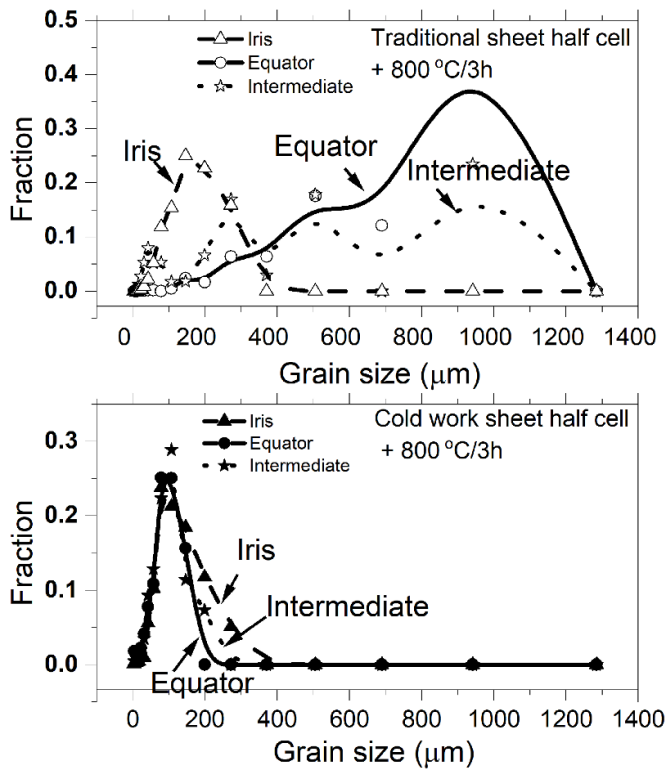 Iris
Equator
Intermediate
Traditional sheet half cell
+ 800 °C/3h
Iris
Equator
Intermediate
Fraction
0.5
0.4
0.3
0.2
0.1
0.0
0 200 400 600 800 1000 1200 1400
Grain size (μm)
Iris
Equator
Intermediate
Cold work sheet half cell
+ 800 °C/3h
Iris
Intermediate
Equator
Fraction
0.3
0.2
0.1
0.0
0 200 400 600 800 1000 1200 1400
Grain size (μm)